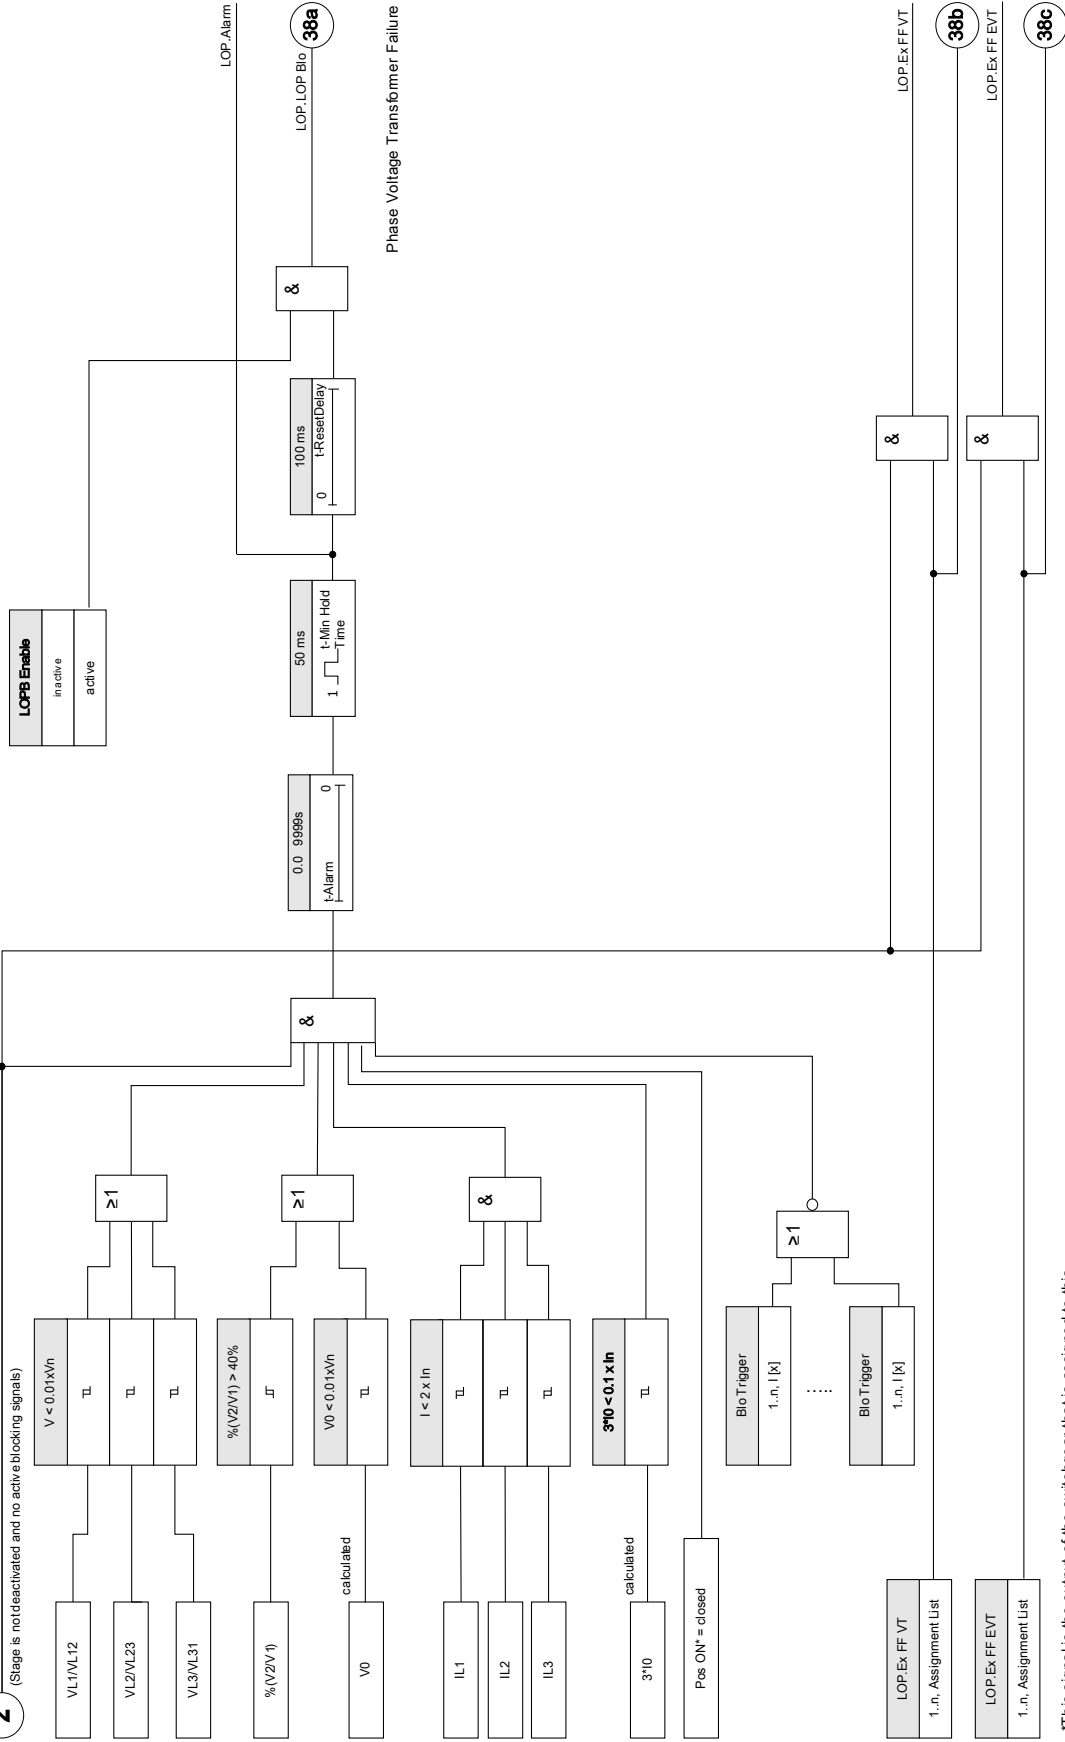 2
(Stage is not deactivated and no active blocking signals)
VL1/VL12
VL2/VL23
VL3/VL31
V < 0.01xVn
≥1
%(V2/V1)
%(V2/V1) > 40%
calculated
V0
V0 < 0.01xVn
≥1
IL1
IL2
IL3
I < 2 x In
&
calculated
3*I0
3*I0 < 0.1 x In
Pos ON* = closed
Blo Trigger
1..n, I [x]
.....
Blo Trigger
1..n, I [x]
≥1
&
0.0 9999s
t-Alarm
0
50 ms
1
t-Min Hold
Time
100 ms
0
t-ResetDelay
LOPB Enable
inactive
active
&
LOP.Alarm
LOP.LOP Blo
38a
Phase Voltage Transformer Failure
LOP.Ex FF VT
1..n, Assignment List
LOP.Ex FF EVT
1..n, Assignment List
&
&
LOP.Ex FF VT
38b
LOP.Ex FF EVT
38c